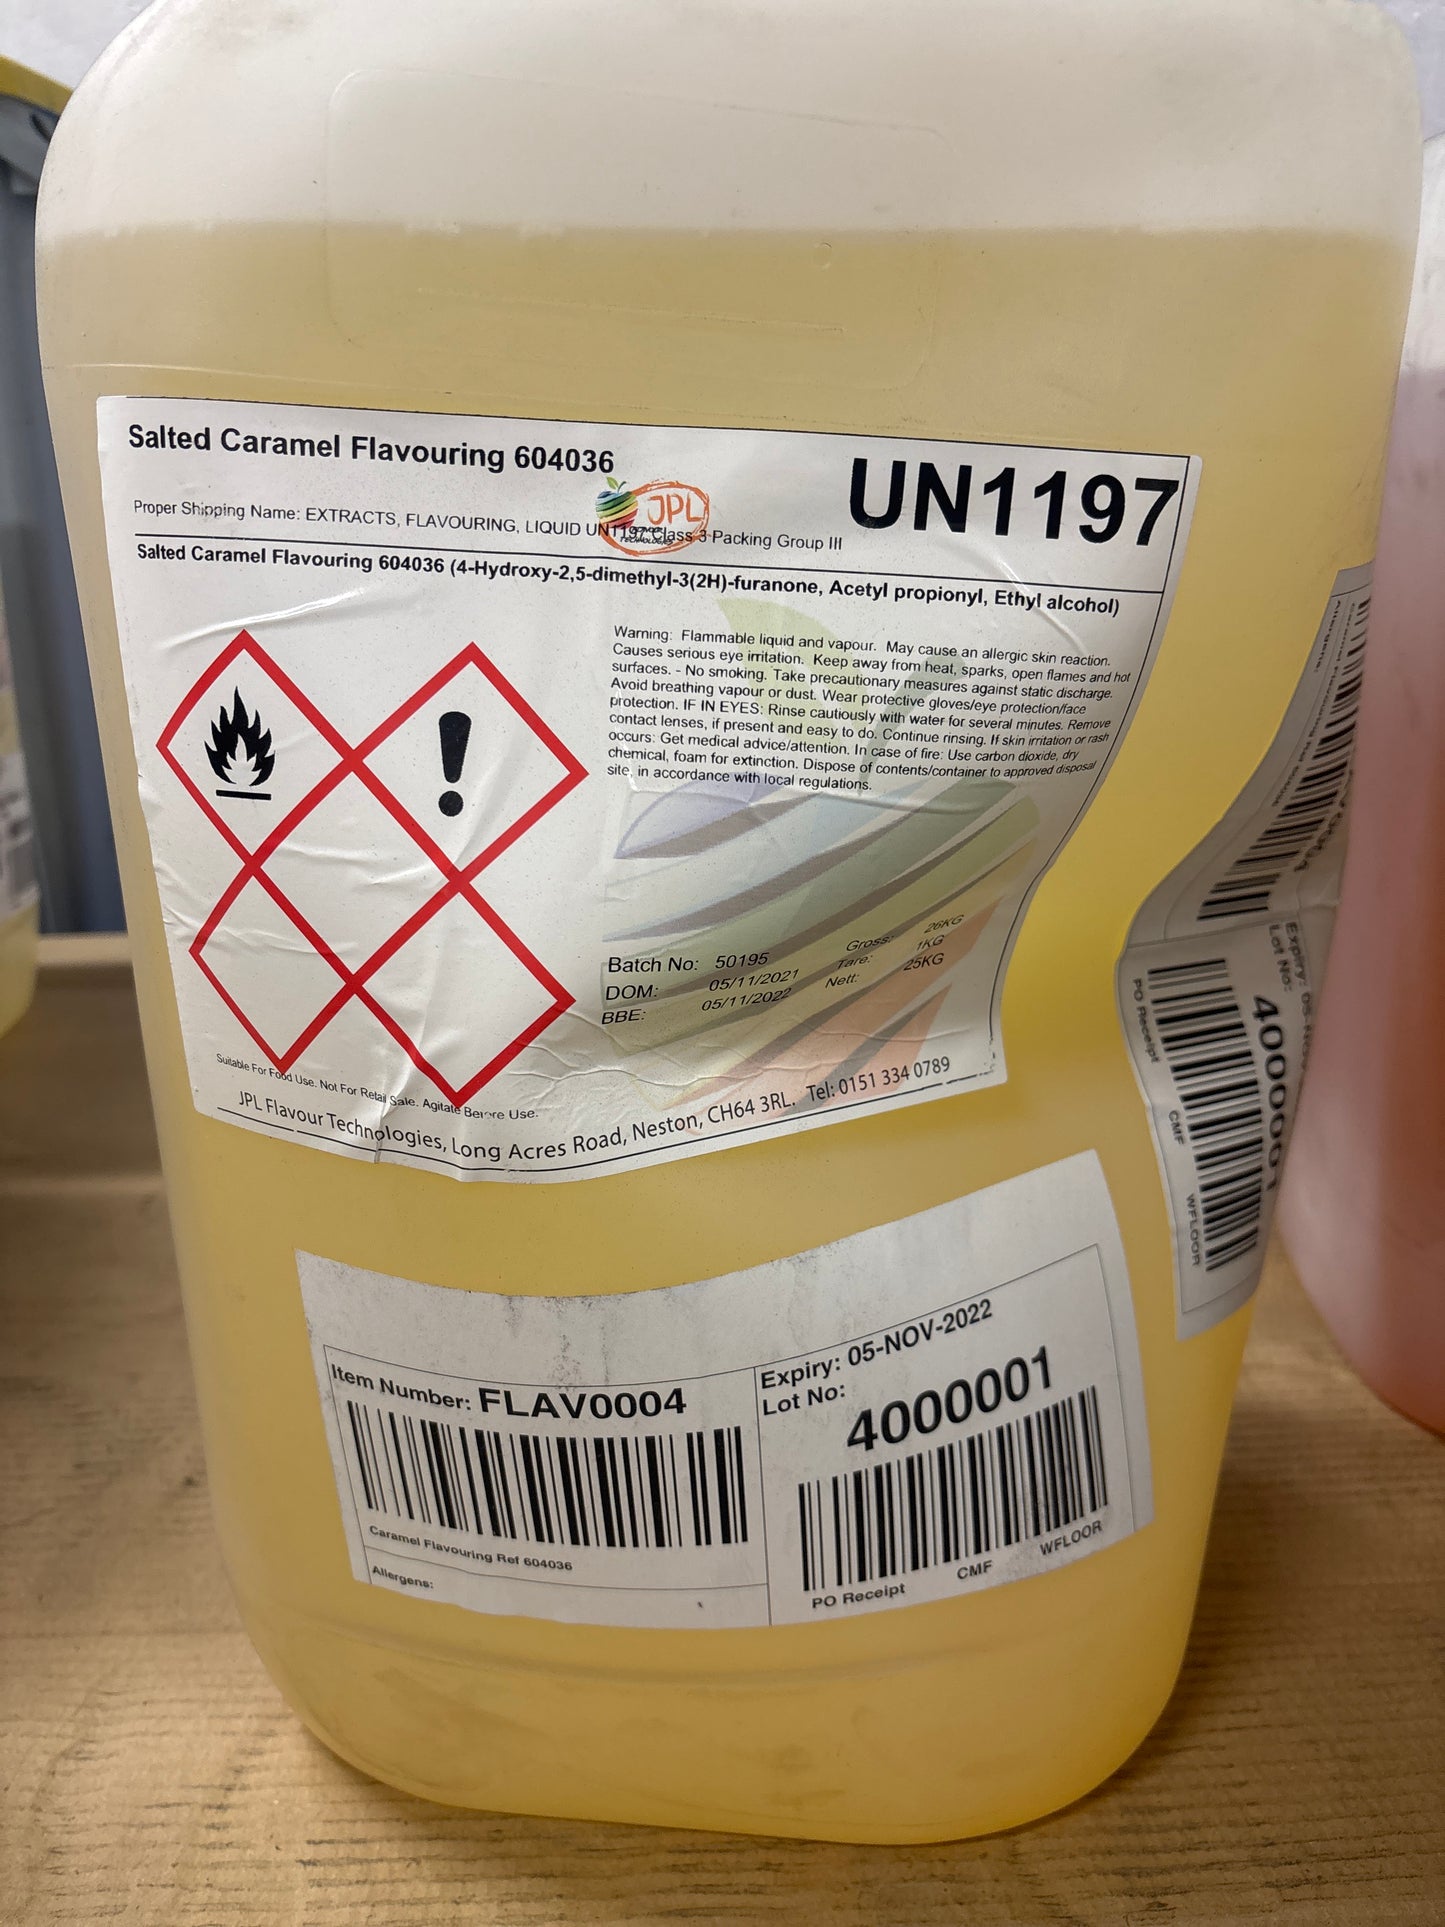 Salted Caramel Flavouring 604036
UN1197
JPL
Proper Shipping Name: EXTRACTS, FLAVOURING, LIQUID UN1197 Class 3 Packing Group III
Salted Caramel Flavouring 604036 (4-Hydroxy-2,5-dimethyl-3(2H)-furanone, Acetyl propionyl, Ethyl alcohol)
Warning: Flammable liquid and vapour. May cause an allergic skin reaction.
Causes serious eye irritation. Keep away from heat, sparks, open flames and hot
surfaces. - No smoking. Take precautionary measures against static discharge.
Avoid breathing vapour or dust. Wear protective gloves/eye protection/face
protection. IF IN EYES: Rinse cautiously with water for several minutes. Remove
contact lenses, if present and easy to do. Continue rinsing. If skin irritation or rash
occurs: Get medical advice/attention. In case of fire: Use carbon dioxide, dry
chemical, foam for extinction. Dispose of contents/container to approved disposal
site, in accordance with local regulations.
Batch No: 50195 Gross: 26KG
DOM: 05/11/2021 Tare: 1KG
BBE: 05/11/2022 Nett: 25KG
Suitable For Food Use. Not For Retail Sale. Agitate Before Use.
JPL Flavour Technologies, Long Acres Road, Neston, CH64 3RL. Tel: 0151 334 0789
Item Number: FLAV0004
Caramel Flavouring Ref 604036
Allergens:
Expiry: 05-NOV-2022
Lot No:
4000001
PO Receipt CMF WFLOOR
Allergens:
Expiry: 05-
Lot No:
4000001
PO Receipt CMF WFLOOR